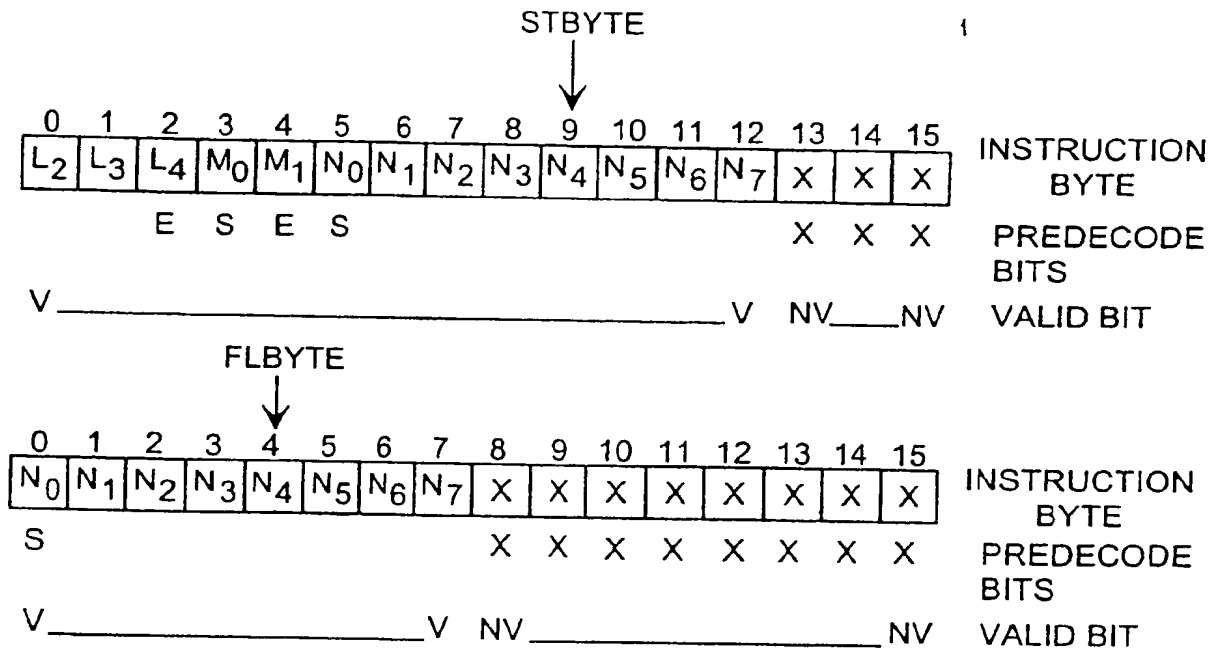 STBYTE
1
0 1 2 3 4 5 6 7 8 9 10 11 12 13 14 15
L2 L3 L4 M0 M1 N0 N1 N2 N3 N4 N5 N6 N7 X X X INSTRUCTION
BYTE
E S E S X X X PREDECODE
BITS
V V NV NV VALID BIT
FLBYTE
0 1 2 3 4 5 6 7 8 9 10 11 12 13 14 15
N0 N1 N2 N3 N4 N5 N6 N7 X X X X X X X X INSTRUCTION
BYTE
S X X X X X X X X PREDECODE
BITS
V V NV NV VALID BIT